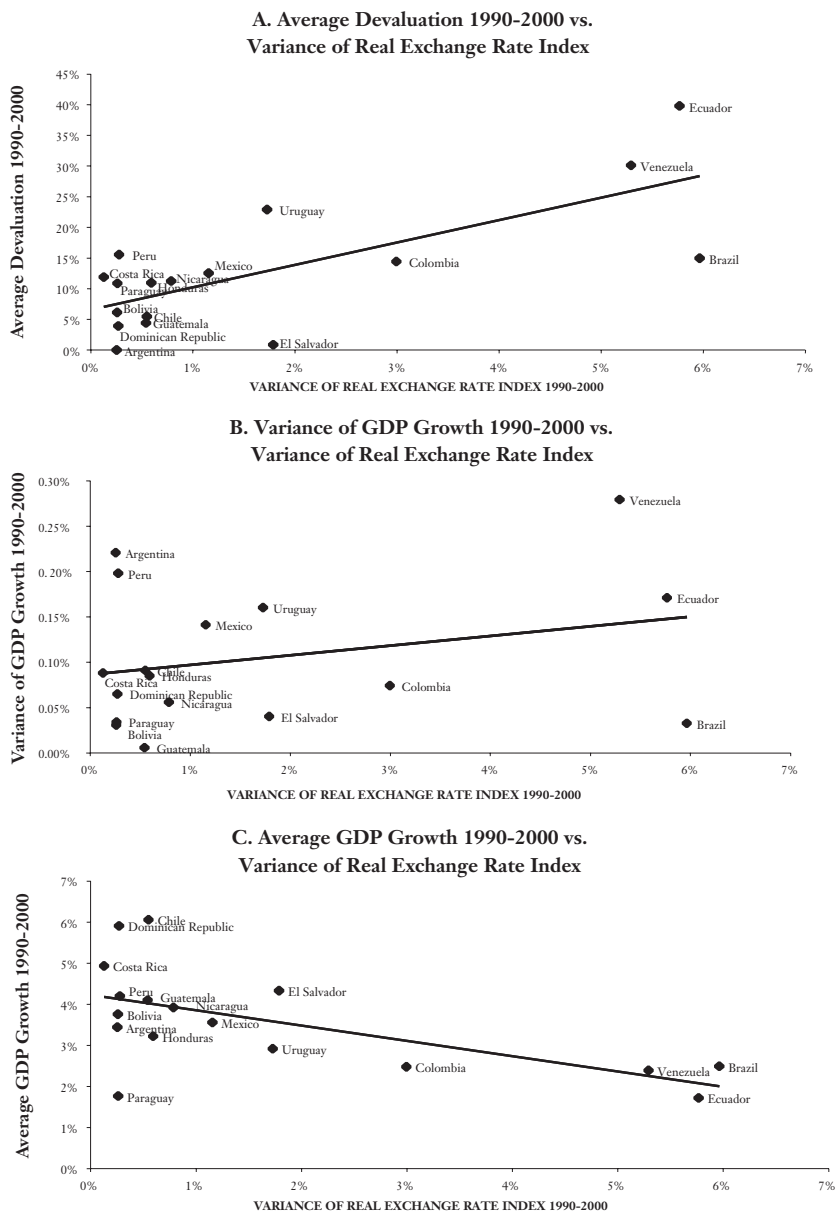 A. Average Devaluation 1990-2000 vs.
Variance of Real Exchange Rate Index
Average Devaluation 1990-2000
45%
40%
35%
30%
25%
20%
15%
10%
5%
0%
Ecuador
Venezuela
Uruguay
Peru
Mexico
Colombia
Brazil
Costa Rica
Nicaragua
Paraguay
Honduras
Bolivia
Chile
Guatemala
Dominican Republic
El Salvador
Argentina
0% 1% 2% 3% 4% 5% 6% 7%
VARIANCE OF REAL EXCHANGE RATE INDEX 1990-2000
B. Variance of GDP Growth 1990-2000 vs.
Variance of Real Exchange Rate Index
Variance of GDP Growth 1990-2000
0.30%
0.25%
0.20%
0.15%
0.10%
0.05%
0.00%
Venezuela
Argentina
Peru
Ecuador
Uruguay
Mexico
Chile
Honduras
Costa Rica
Colombia
Dominican Republic
Nicaragua
El Salvador
Paraguay
Brazil
Bolivia
Guatemala
0% 1% 2% 3% 4% 5% 6% 7%
VARIANCE OF REAL EXCHANGE RATE INDEX 1990-2000
C. Average GDP Growth 1990-2000 vs.
Variance of Real Exchange Rate Index
Average GDP Growth 1990-2000
7%
6%
5%
4%
3%
2%
1%
0%
Chile
Dominican Republic
Costa Rica
Peru
Guatemala
El Salvador
Nicaragua
Bolivia
Mexico
Argentina
Honduras
Uruguay
Colombia
Venezuela
Brazil
Paraguay
Ecuador
0% 1% 2% 3% 4% 5% 6% 7%
VARIANCE OF REAL EXCHANGE RATE INDEX 1990-2000